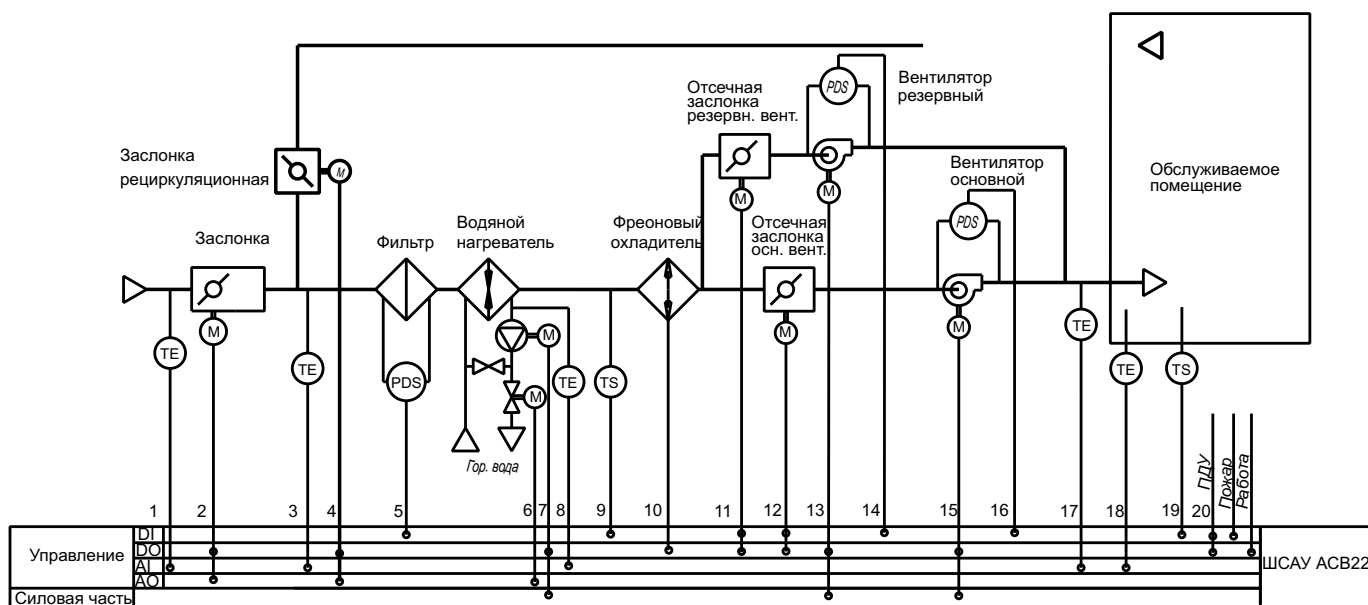 Отсечная
заслонка
резервн. вент.
PDS
Вентилятор
резервный
Заслонка
рециркуляционная
M
M
M
Вентилятор
основной
PDS
Обслуживаемое
помещение
Заслонка
Фильтр
Водяной
нагреватель
Фреоновый
охладитель
Отсечная
заслонка
осн. вент.
M
M
M
M
TE
TE
PDS
M
TE
TS
TE
TE
TS
Гор. вода
ПДУ
Пожар
Работа
1
2
3
4
5
6
7
8
9
10
11
12
13
14
15
16
17
18
19
20
Управление
DI
DO
AI
AO
Силовая часть
ШСАУ ACB22